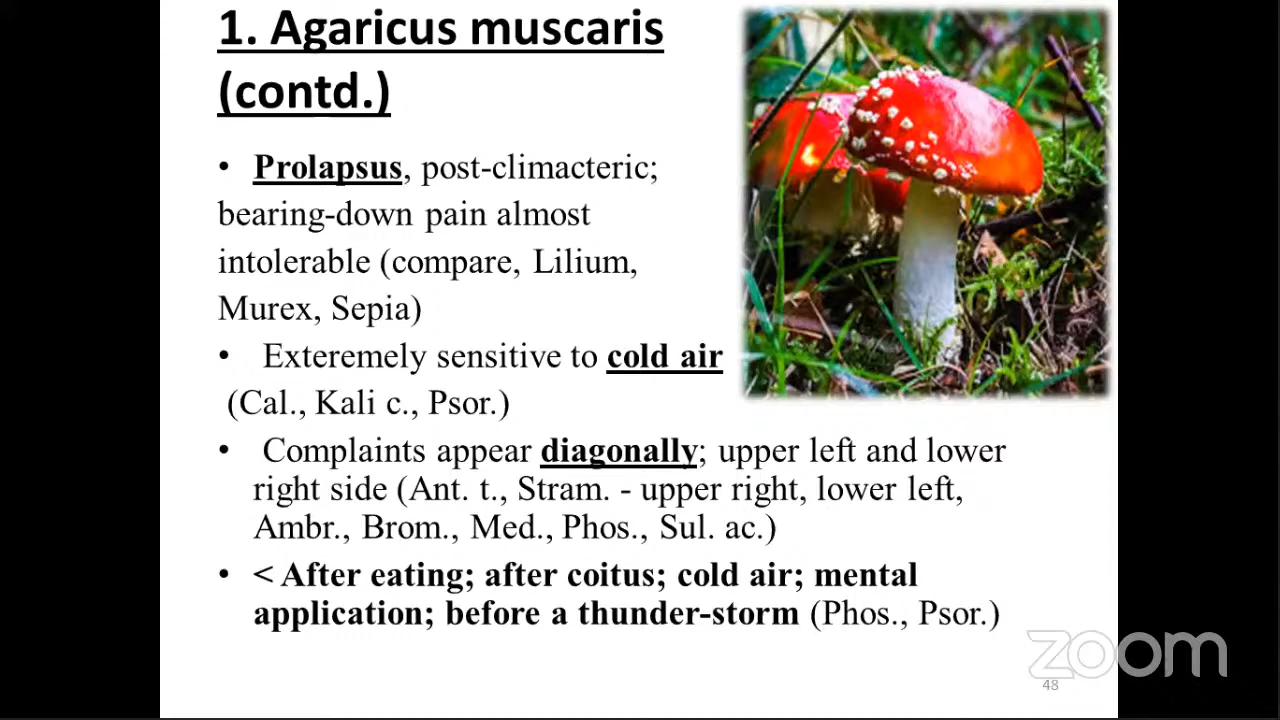 1. Agaricus muscaris
(contd.)
• Prolapsus, post-climacteric;
bearing-down pain almost
intolerable (compare, Lilium,
Murex, Sepia)
• Exteremely sensitive to cold air
(Cal., Kali c., Psor.)
• Complaints appear diagonally; upper left and lower
right side (Ant. t., Stram. - upper right, lower left,
Ambr., Brom., Med., Phos., Sul. ac.)
• < After eating; after coitus; cold air; mental
application; before a thunder-storm (Phos., Psor.)
zoom
48